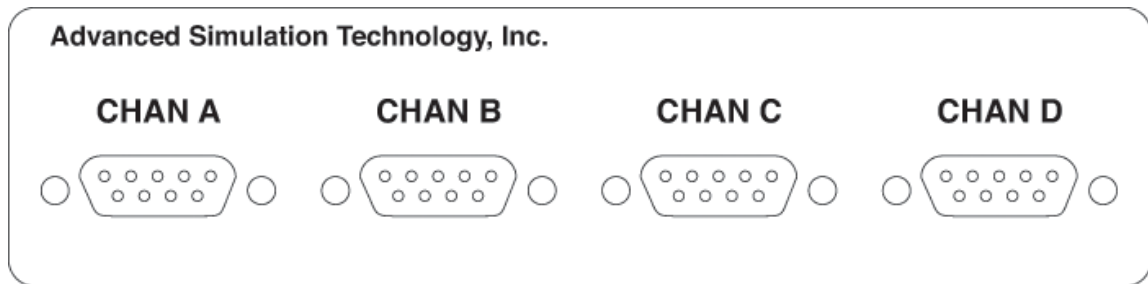 Advanced Simulation Technology, Inc.
CHAN A CHAN B CHAN C CHAN D